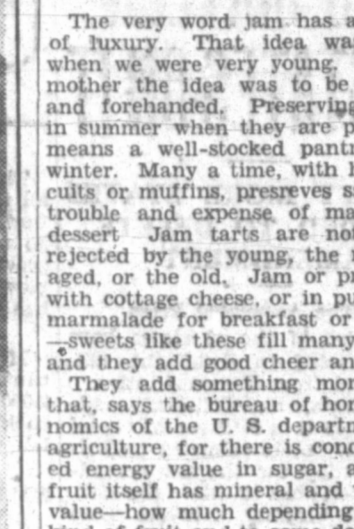 The very word jam has a
of luxury. That idea wa
when we were very young.
mother the idea was to be
and forehanded. Preserving
in summer when they are p
means a well-stocked pantr
winter. Many a time, with h
cuits or muffins, presreves s
trouble and expense of ma
dessert Jam tarts are not
rejected by the young, the
aged, or the old. Jam or pr
with cottage cheese, or in pu
marmalade for breakfast or
—sweets like these fill many
and they add good cheer an
They add something mor
that, says the bureau of hom
nomics of the U. S. departm
agriculture, for there is conc
ed energy value in sugar, a
fruit itself has mineral and
value—how much depending
kind of fruit and